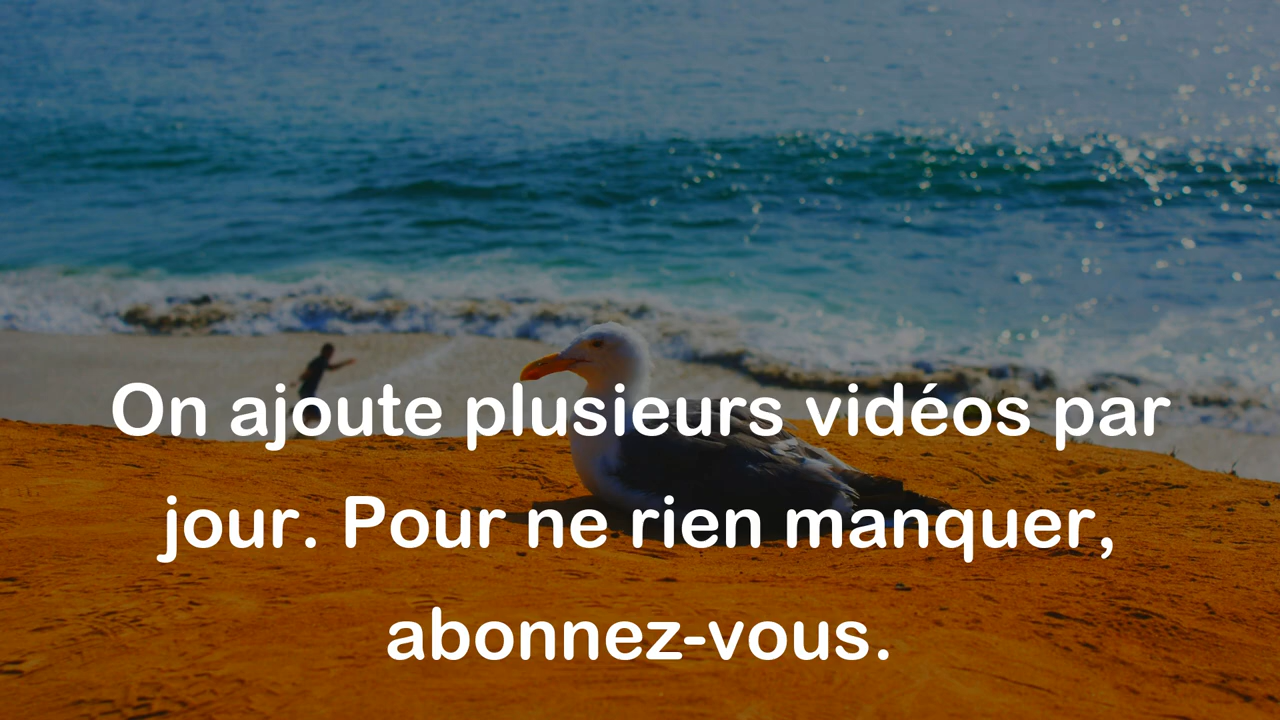 On ajoute plusieurs vidéos par
jour. Pour ne rien manquer,
abonnez-vous.